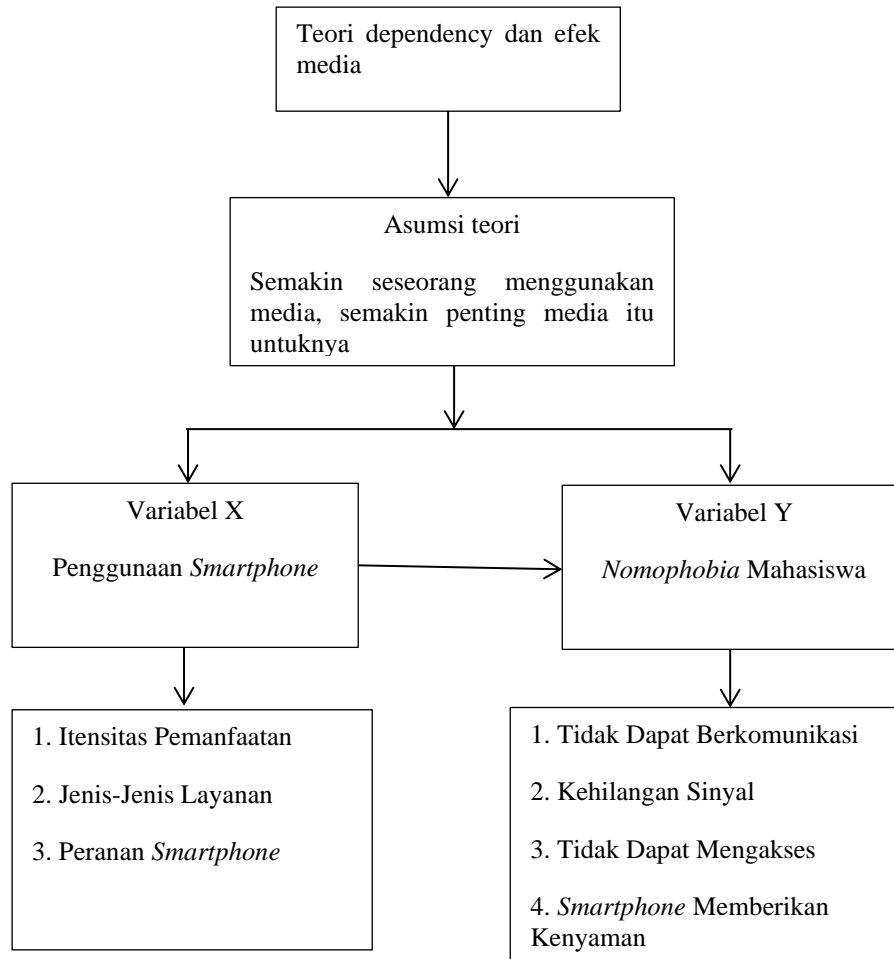 Teori dependency dan efek
media
Asumsi teori
Semakin seseorang menggunakan
media, semakin penting media itu
untuknya
Variabel X
Penggunaan Smartphone
Variabel Y
Nomophobia Mahasiswa
1. Itensitas Pemanfaatan
2. Jenis-Jenis Layanan
3. Peranan Smartphone
1. Tidak Dapat Berkomunikasi
2. Kehilangan Sinyal
3. Tidak Dapat Mengakses
4. Smartphone Memberikan
Kenyaman